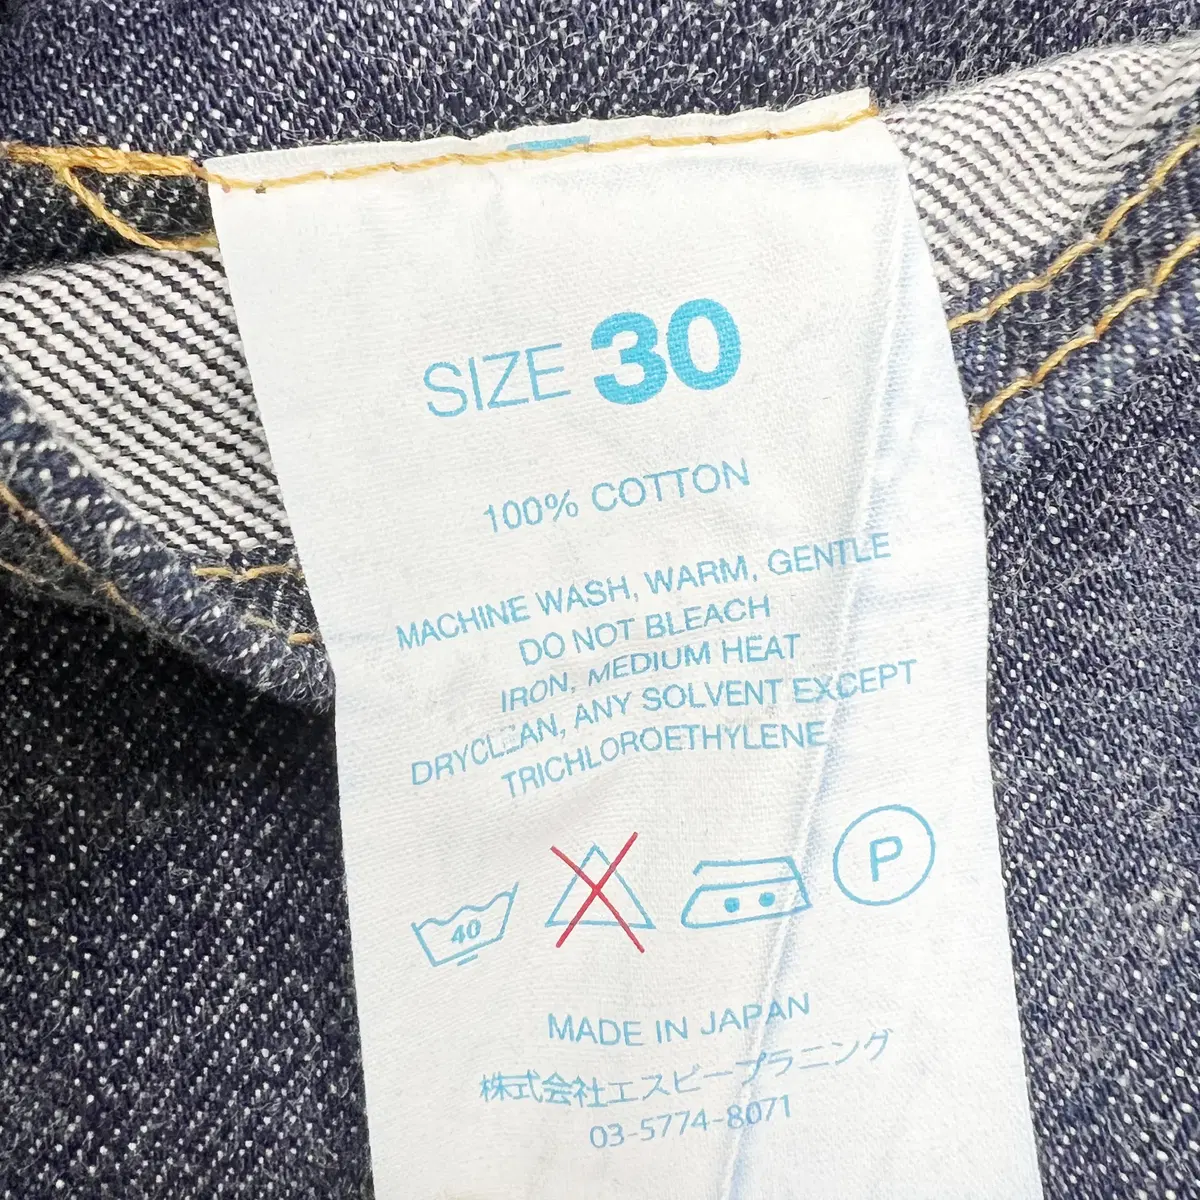 SIZE 30
100% COTTON
MACHINE WASH, WARM, GENTLE
DO NOT BLEACH
IRON, MEDIUM HEAT
DRYCLEAN, ANY SOLVENT EXCEPT
TRICHLOROETHYLENE
40 P
MADE IN JAPAN
株式会社エスピープラニング
03-5774-8071